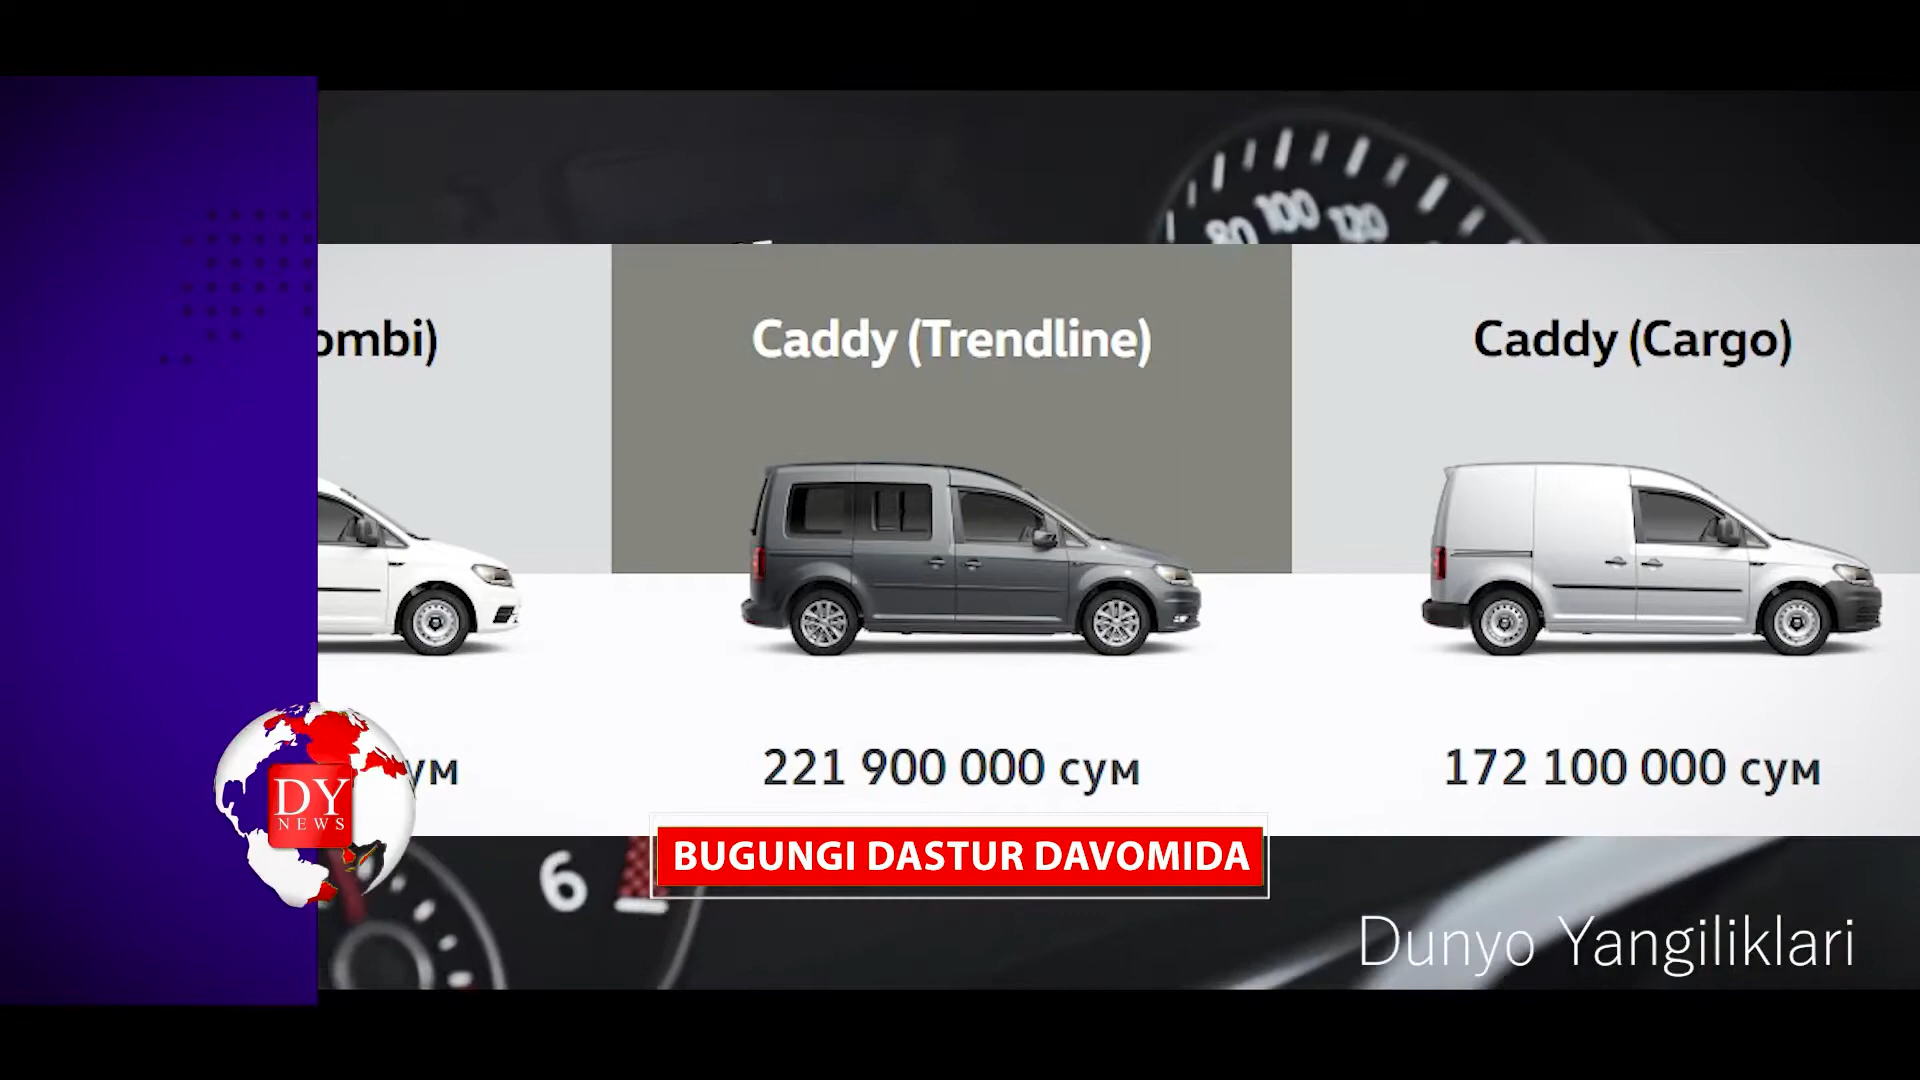 80 100 120
ombi)
Caddy (Trendline)
Caddy (Cargo)
ум
221 900 000 сум
172 100 000 сум
DY
NEWS
BUGUNGI DASTUR DAVOMIDA
6
Dunyo Yangiliklari